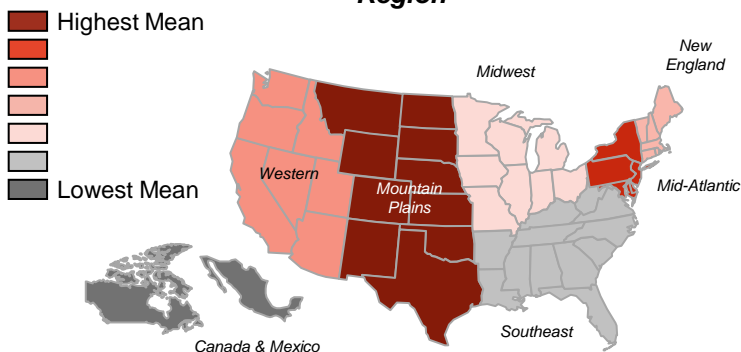 Region
Highest Mean
New
England
Midwest
Western
Mountain
Plains
Mid-Atlantic
Lowest Mean
Southeast
Canada & Mexico